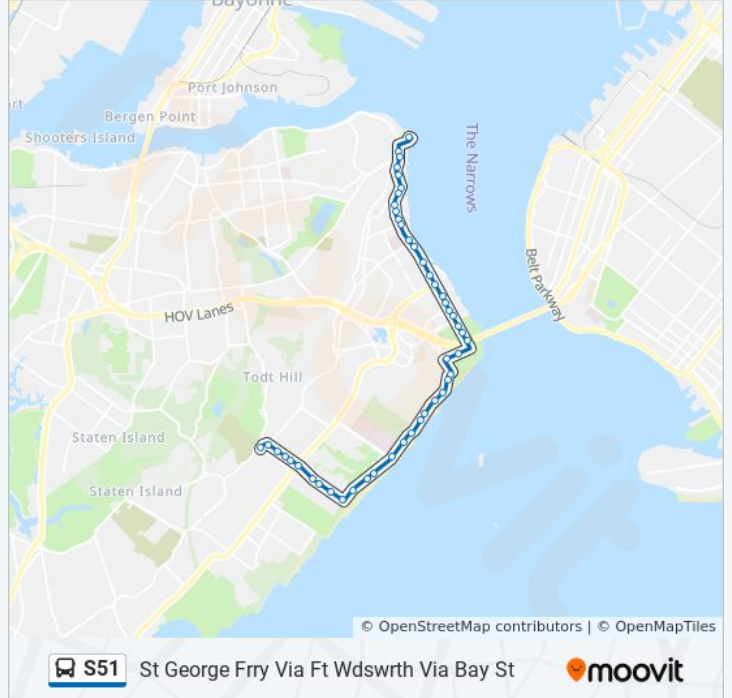 Bayonne
Port Johnson
ort
Bergen Point
Shooters Island
The Narrows
Belt Parkway
HOV Lanes
Todt Hill
Staten Island
Staten Island
© OpenStreetMap contributors | © OpenMapTiles
S51 St George Frry Via Ft Wdswrth Via Bay St
moovit